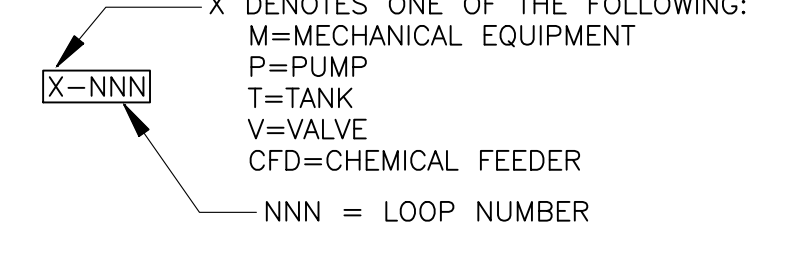 X DENOTES ONE OF THE FOLLOWING:
M=MECHANICAL EQUIPMENT
P=PUMP
X-NNN
T=TANK
V=VALVE
CFD=CHEMICAL FEEDER
NNN = LOOP NUMBER